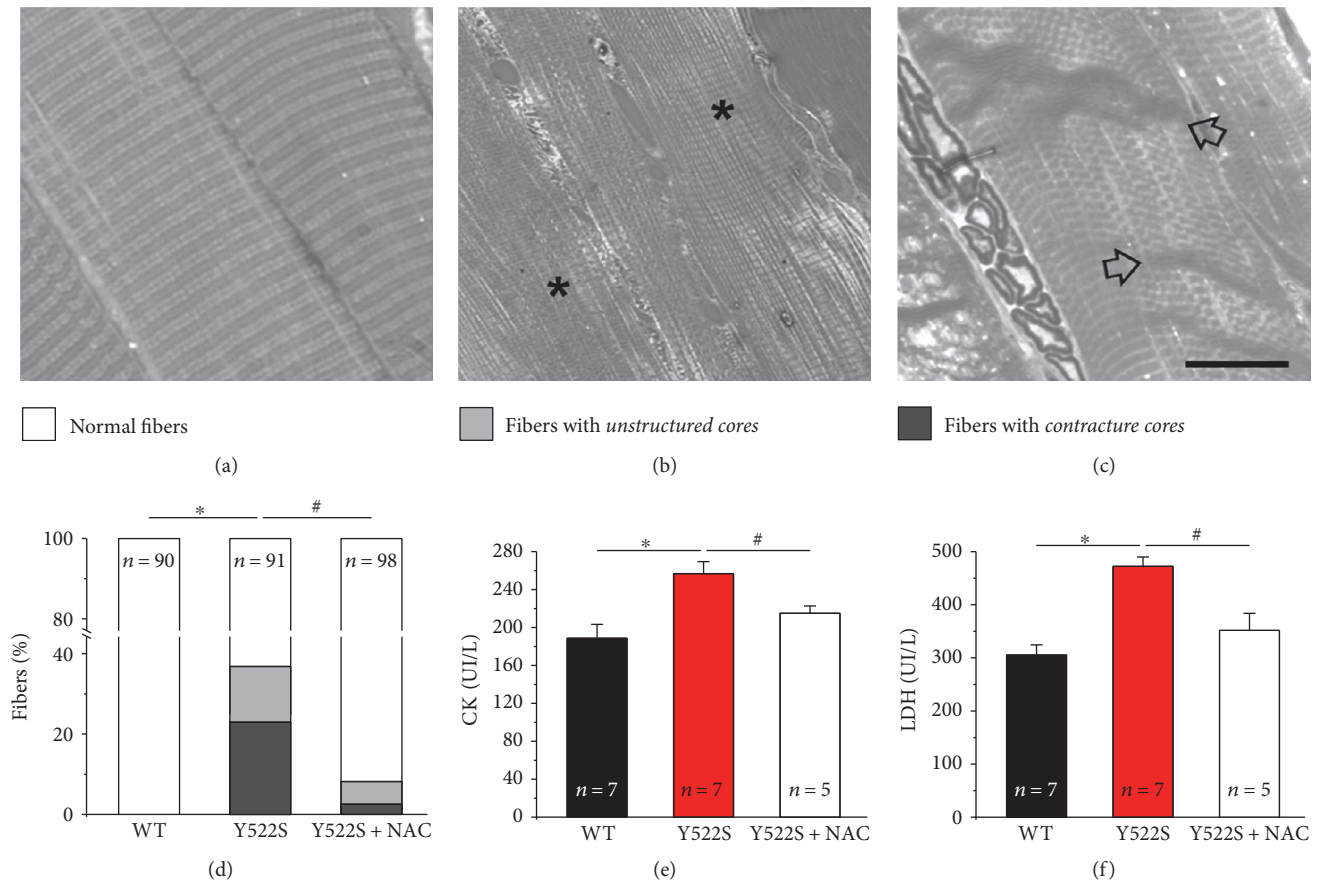 *
*
Normal fibers
Fibers with unstructured cores
Fibers with contracture cores
(a)
(b)
(c)
* #
100
80
40
20
0
Fibers (%)
n = 90
n = 91
n = 98
WT
Y522S
Y522S + NAC
(d)
* #
280
240
200
160
120
80
40
0
CK (UI/L)
n = 7
n = 7
n = 5
WT
Y522S
Y522S + NAC
(e)
* #
500
400
300
200
100
0
LDH (UI/L)
n = 7
n = 7
n = 5
WT
Y522S
Y522S + NAC
(f)